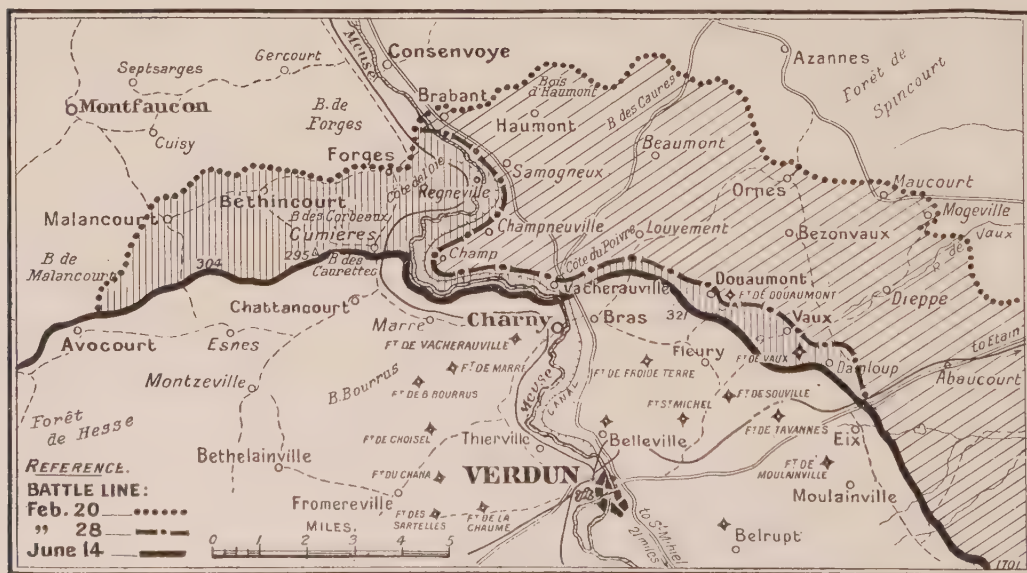 Consenvoye
Meuse
Gercourt
Septsarges
Montfaucon
Cuisy
Azannes
Forêt de
Spincourt
Bois
d'Haumont
B des Caures
Brabant
Haumont
B. de
Forges
Forges
Beaumont
Côte de l'Oie
Regneville
Samogneux
Ornes
Maucourt
Mogeville
de Vaux
Malancourt
Bethincourt
B des Corbeaux
Cumières
Champneuville
Louvemont
Bezonvaux
B de
Malancourt
304
295
B des
Caurettes
Champ
Côte du Poivre
Vacherauville
Douaumont
Ft DE DOUAUMONT
Dieppe
Chattancourt
Marre
Charny
Bras
321
Vaux
Ft DE VAUX
Damloup
to Etain
Abaucourt
Avocourt
Esnes
Ft DE VACHERAUVILLE
Fleury
Ft DE FROIDE TERRE
Montzeville
B. Bourrus
Ft DE MARRE
Ft DE B BOURRUS
Meuse
CANAL
Ft St MICHEL
Ft DE SOUVILLE
Ft DE TAVANNES
Forêt
de Hesse
Ft DE CHOISEL
Thierville
Belleville
Eix
Bethelainville
Ft DU CHANA
VERDUN
Ft DE
MOULAINVILLE
Moulainville
Fromereville
Ft DES
SARTELLES
Ft DE LA
CHAUME
to St Mihiel
21 miles
Belrupt
REFERENCE.
BATTLE LINE:
Feb. 20
" 28
June 14
MILES.
0 1 2 3 4 5
1701